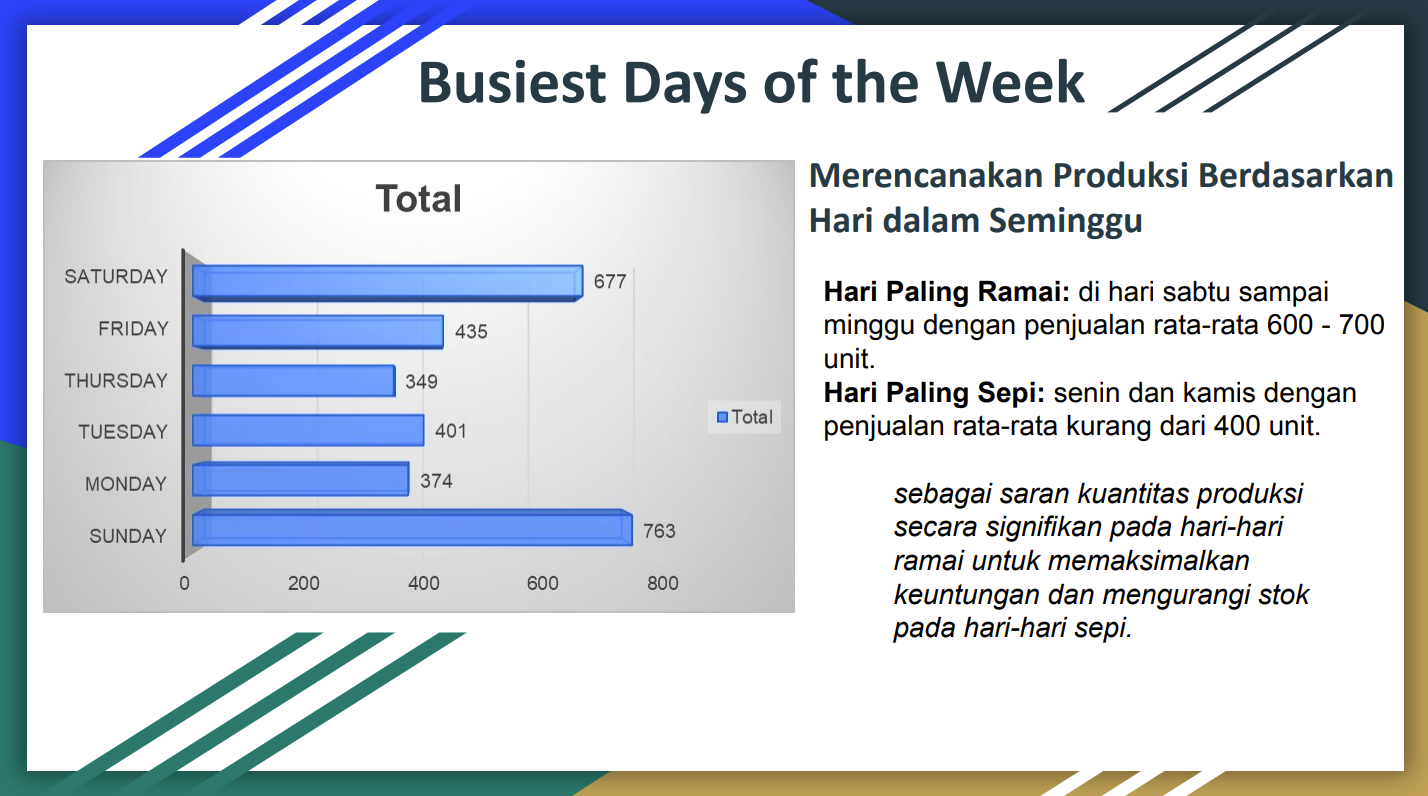 Busiest Days of the Week
Total
SATURDAY
677
FRIDAY
435
THURSDAY
349
TUESDAY
401
MONDAY
374
SUNDAY
763
0 200 400 600 800
Total
Merencanakan Produksi Berdasarkan
Hari dalam Seminggu
Hari Paling Ramai: di hari sabtu sampai
minggu dengan penjualan rata-rata 600 - 700
unit.
Hari Paling Sepi: senin dan kamis dengan
penjualan rata-rata kurang dari 400 unit.
sebagai saran kuantitas produksi
secara signifikan pada hari-hari
ramai untuk memaksimalkan
keuntungan dan mengurangi stok
pada hari-hari sepi.